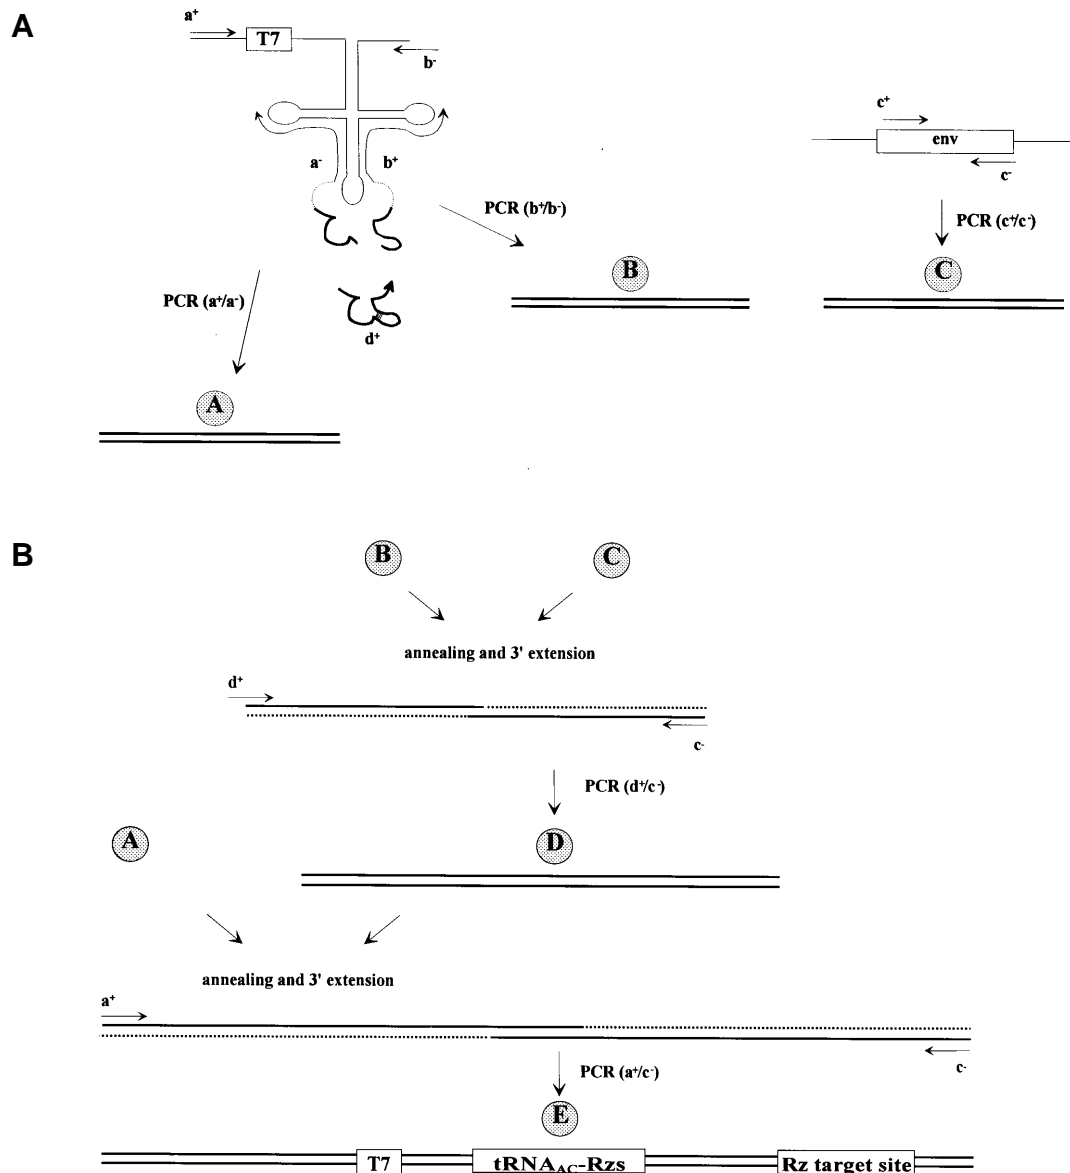 A
a⁺
T7
b⁻
a⁻
b⁺
c⁺
env
c⁻
PCR (b⁺/b⁻)
PCR (c⁺/c⁻)
B
C
PCR (a⁺/a⁻)
d⁺
A
B
B
C
annealing and 3' extension
d⁺
c⁻
PCR (d⁺/c⁻)
A
D
annealing and 3' extension
a⁺
c⁻
PCR (a⁺/c⁻)
E
T7
tRNA_AC-Rzs
Rz target site